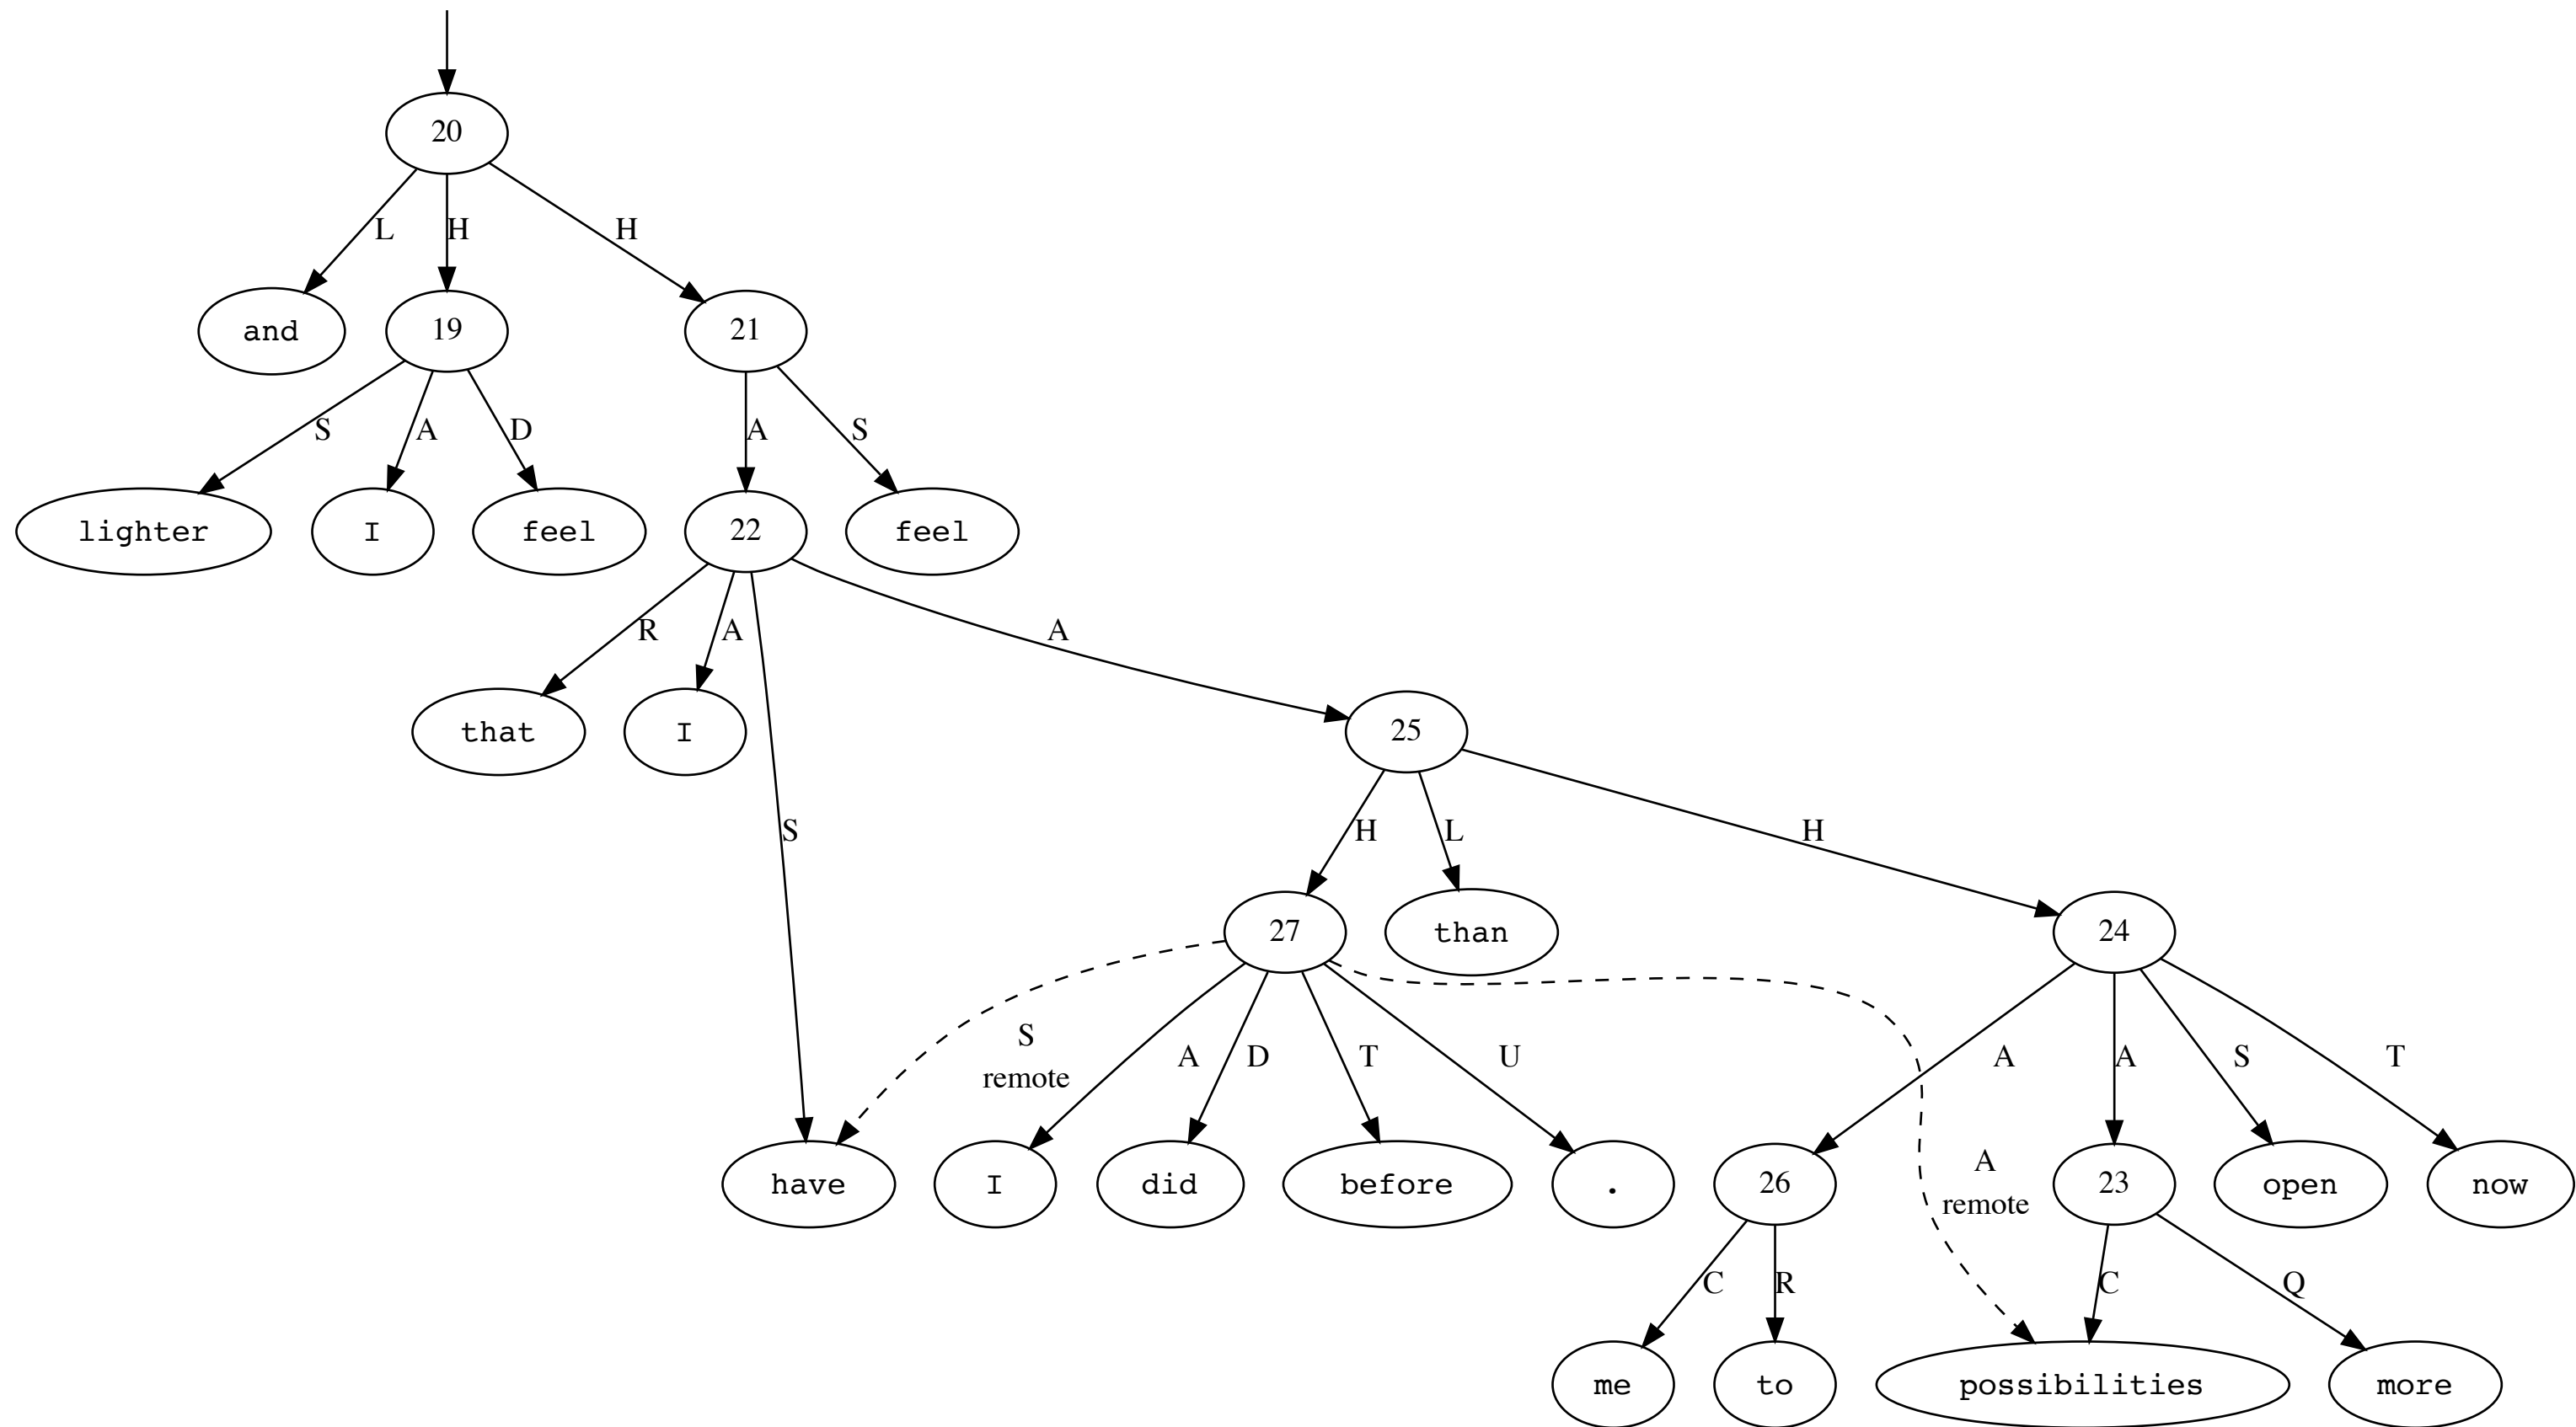 20
L H H
and 19 21
S A D A S
lighter I feel 22 feel
R A A
that I 25
S H L H
27 than 24
S A D T U A A S T
remote
have I did before . 26 A 23 open now
remote
C R C Q
me to possibilities more